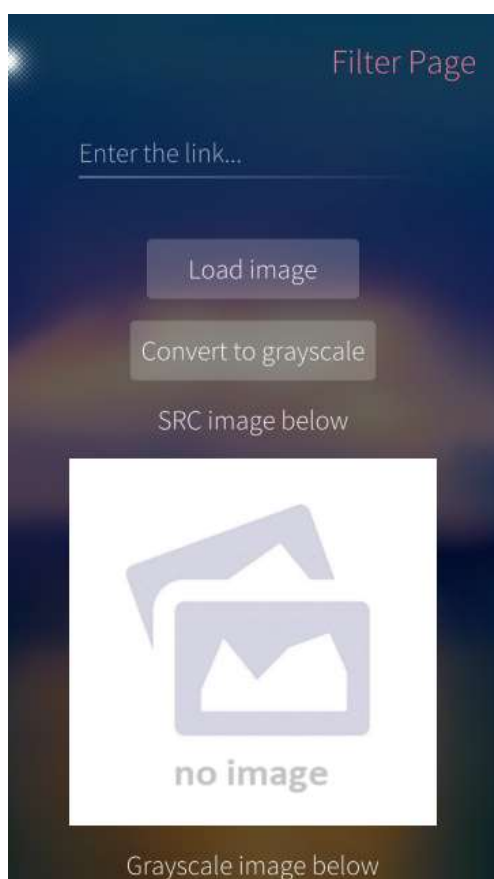 Filter Page
Enter the link...
Load image
Convert to grayscale
SRC image below
no image
Grayscale image below